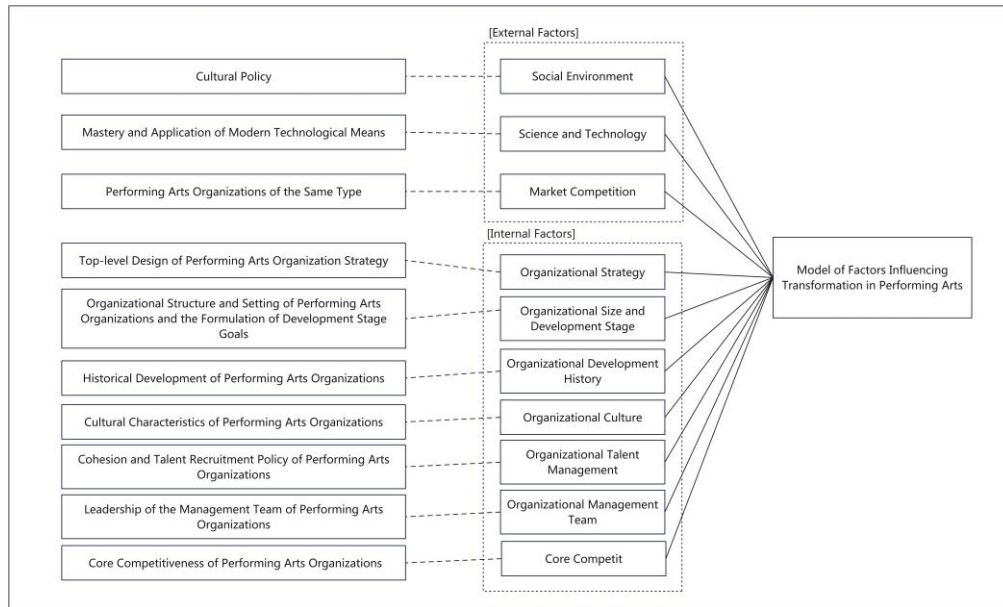 [External Factors]
Cultural Policy
Social Environment
Mastery and Application of Modern Technological Means
Science and Technology
Performing Arts Organizations of the Same Type
Market Competition
[Internal Factors]
Top-level Design of Performing Arts Organization Strategy
Organizational Strategy
Organizational Structure and Setting of Performing Arts
Organizations and the Formulation of Development Stage
Goals
Organizational Size and
Development Stage
Historical Development of Performing Arts Organizations
Organizational Development
History
Cultural Characteristics of Performing Arts Organizations
Organizational Culture
Cohesion and Talent Recruitment Policy of Performing Arts
Organizations
Organizational Talent
Management
Leadership of the Management Team of Performing Arts
Organizations
Organizational Management
Team
Core Competitiveness of Performing Arts Organizations
Core Competit
Model of Factors Influencing
Transformation in Performing Arts